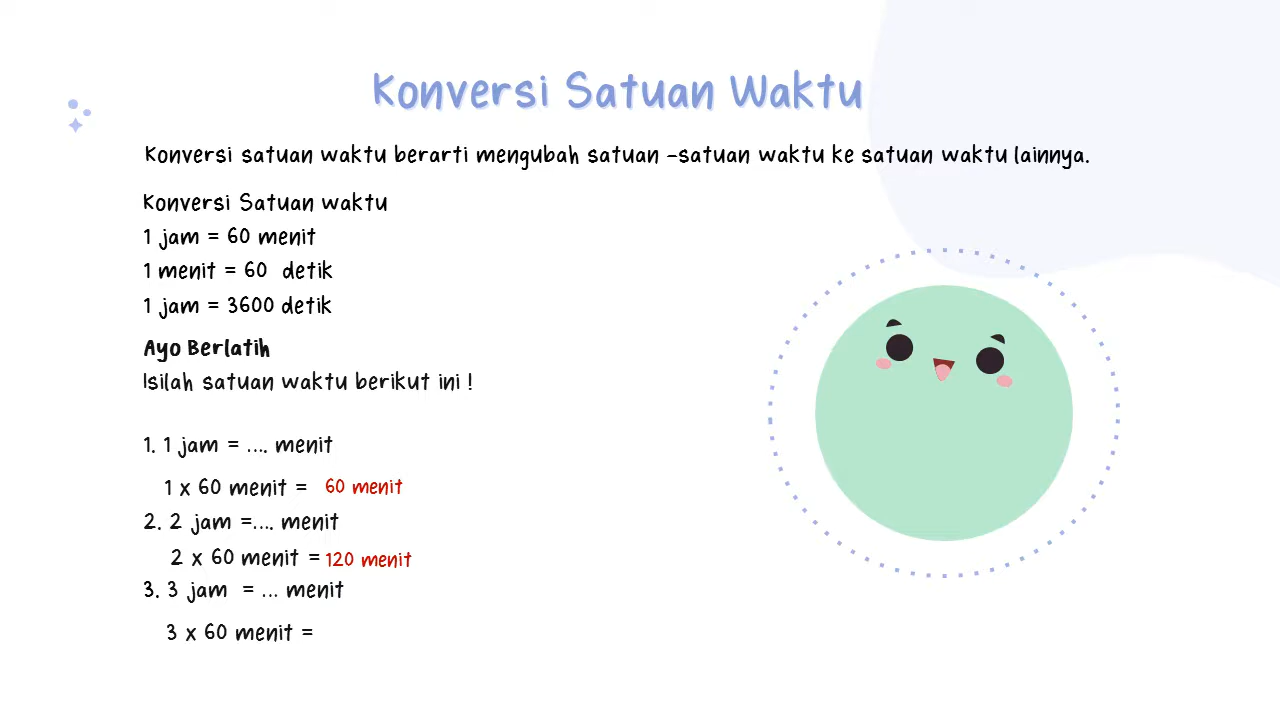 Konversi Satuan Waktu
Konversi satuan waktu berarti mengubah satuan -satuan waktu ke satuan waktu lainnya.
Konversi Satuan waktu
1 jam = 60 menit
1 menit = 60 detik
1 jam = 3600 detik
Ayo Berlatih
Isilah satuan waktu berikut ini !
1. 1 jam = .... menit
1 x 60 menit = 60 menit
2. 2 jam =.... menit
2 x 60 menit = 120 menit
3. 3 jam = ... menit
3 x 60 menit =